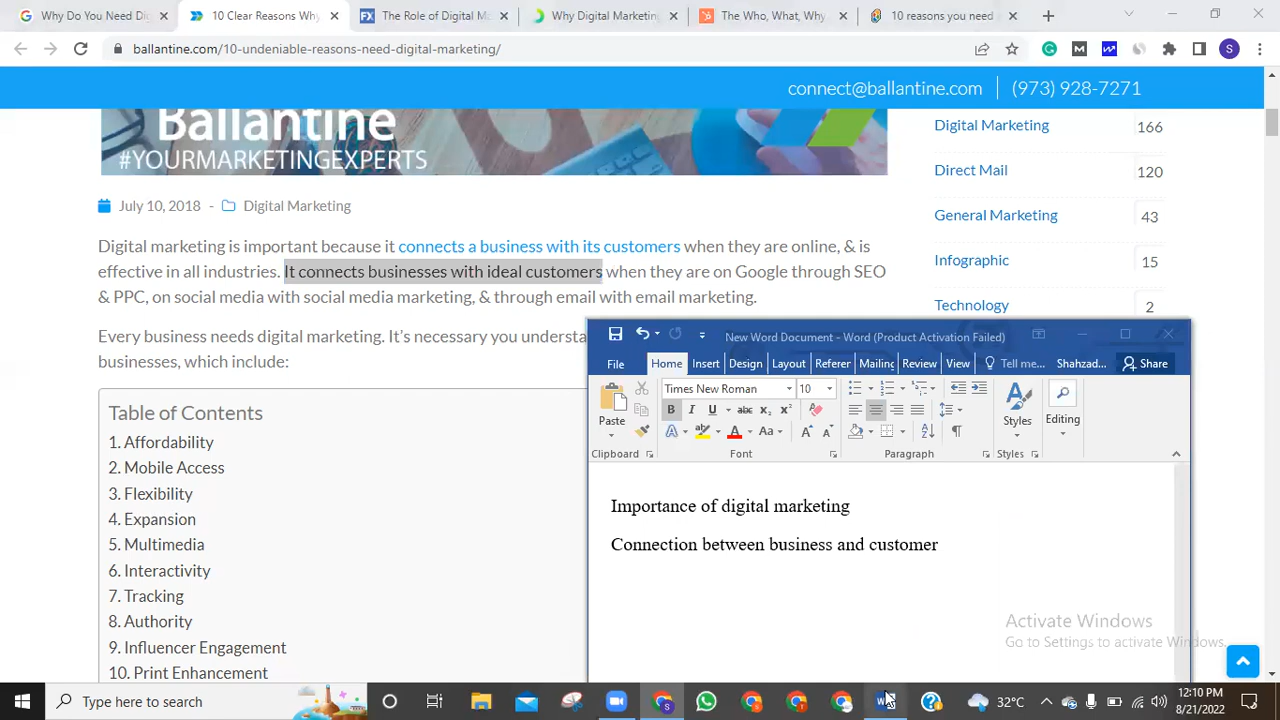 Why Do You Need Dig
10 Clear Reasons Why
The Role of Digital M
Why Digital Marketing
The Who, What, Why
10 reasons you need
ballantine.com/10-undeniable-reasons-need-digital-marketing/
S
connect@ballantine.com (973) 928-7271
Ballantine
#YOURMARKETINGEXPERTS
Digital Marketing 166
Direct Mail 120
General Marketing 43
Infographic 15
Technology 2
July 10, 2018 - Digital Marketing
Digital marketing is important because it connects a business with its customers when they are online, & is
effective in all industries. It connects businesses with ideal customers when they are on Google through SEO
& PPC, on social media with social media marketing, & through email with email marketing.
Every business needs digital marketing. It's necessary you understa
businesses, which include:
Table of Contents
1. Affordability
2. Mobile Access
3. Flexibility
4. Expansion
5. Multimedia
6. Interactivity
7. Tracking
8. Authority
9. Influencer Engagement
10. Print Enhancement
New Word Document - Word (Product Activation Failed)
File Home Insert Design Layout Referer Mailing Review View Tell me... Shahzad... Share
Times New Roman 10
Paste
B I U abc x₂ x² Aa
Styles
Editing
Clipboard Font Paragraph Styles
Importance of digital marketing
Connection between business and customer
Activate Windows
Go to Settings to activate Windows.
Type here to search
32°C
12:10 PM
8/21/2022